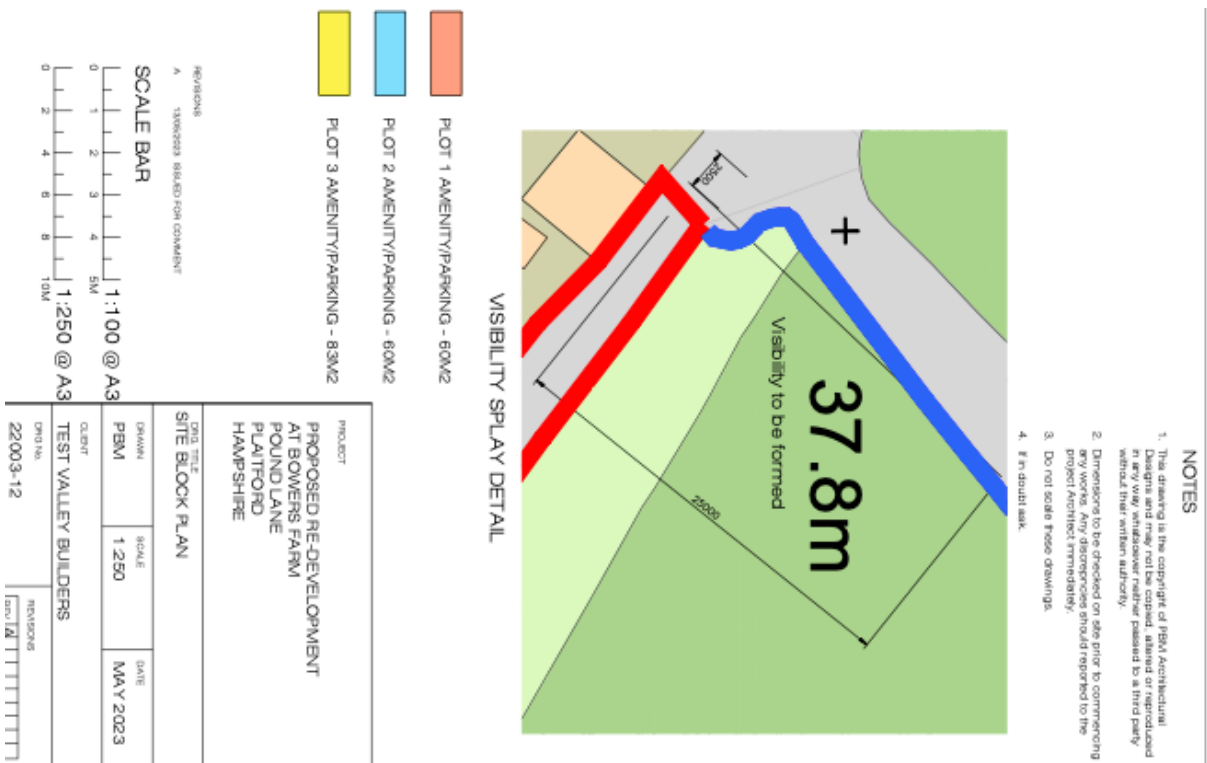 NOTES
1. This drawing is the copyright of PBM Architectural
Designs and may not be copied, altered or reproduced
in any way whatsoever neither passed to a third party
without their written authority.
2. Dimensions to be checked on site prior to commencing
any works. Any discrepancies should reported to the
project Architect immediately.
3. Do not scale these drawings.
4. If in doubt ask.
2500
+
37.8m
Visibility to be formed
25000
VISIBILITY SPLAY DETAIL
PLOT 1 AMENITY/PARKING - 60M2
PLOT 2 AMENITY/PARKING - 60M2
PLOT 3 AMENITY/PARKING - 83M2
REVISIONS
A 13/05/2023 ISSUED FOR COMMENT
SCALE BAR
0 1 2 3 4 5M
1:100 @ A3
0 2 4 6 8 10M
1:250 @ A3
PROJECT
PROPOSED RE-DEVELOPMENT
AT BOWERS FARM
POUND LANE
PLAITFORD
HAMPSHIRE
DRG TITLE
SITE BLOCK PLAN
DRAWN
PBM
SCALE
1:250
DATE
MAY 2023
CLIENT
TEST VALLEY BUILDERS
DRG No.
22003-12
REVISIONS
A